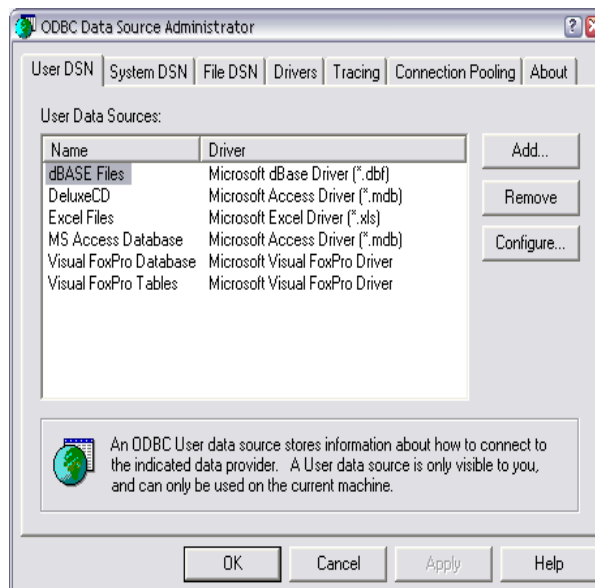 ODBC Data Source Administrator
User DSN System DSN File DSN Drivers Tracing Connection Pooling About
User Data Sources:
Name Driver
dBASE Files Microsoft dBase Driver (*.dbf)
DeluxeCD Microsoft Access Driver (*.mdb)
Excel Files Microsoft Excel Driver (*.xls)
MS Access Database Microsoft Access Driver (*.mdb)
Visual FoxPro Database Microsoft Visual FoxPro Driver
Visual FoxPro Tables Microsoft Visual FoxPro Driver
Add...
Remove
Configure...
An ODBC User data source stores information about how to connect to
the indicated data provider. A User data source is only visible to you,
and can only be used on the current machine.
OK Cancel Apply Help